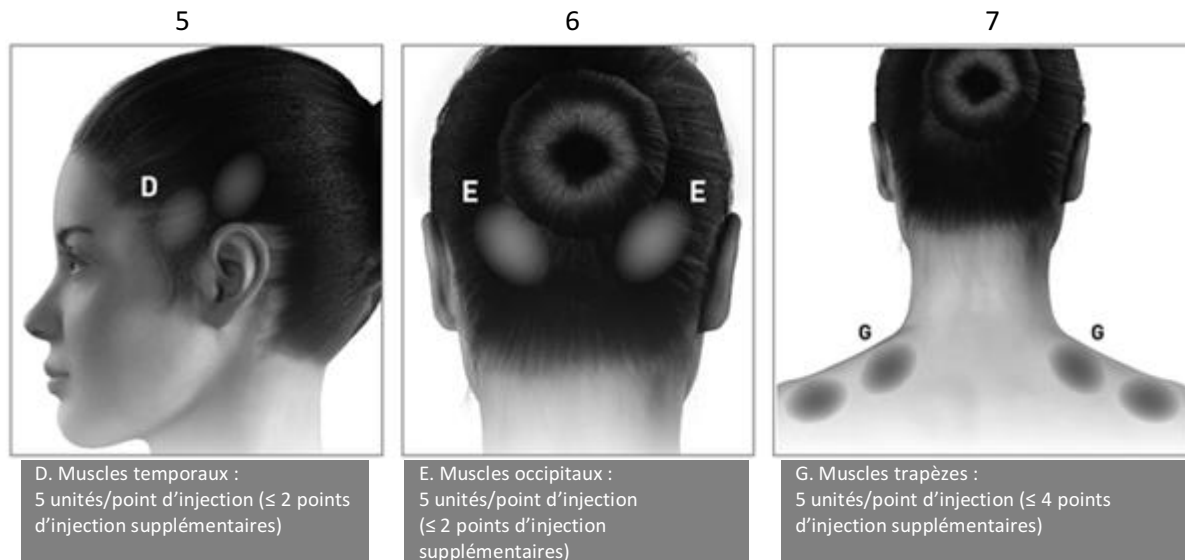 5
6
7
D
E
E
G
G
D. Muscles temporaux :
5 unités/point d’injection (≤ 2 points
d’injection supplémentaires)
E. Muscles occipitaux :
5 unités/point d’injection
(≤ 2 points d’injection
supplémentaires)
G. Muscles trapèzes :
5 unités/point d’injection (≤ 4 points
d’injection supplémentaires)